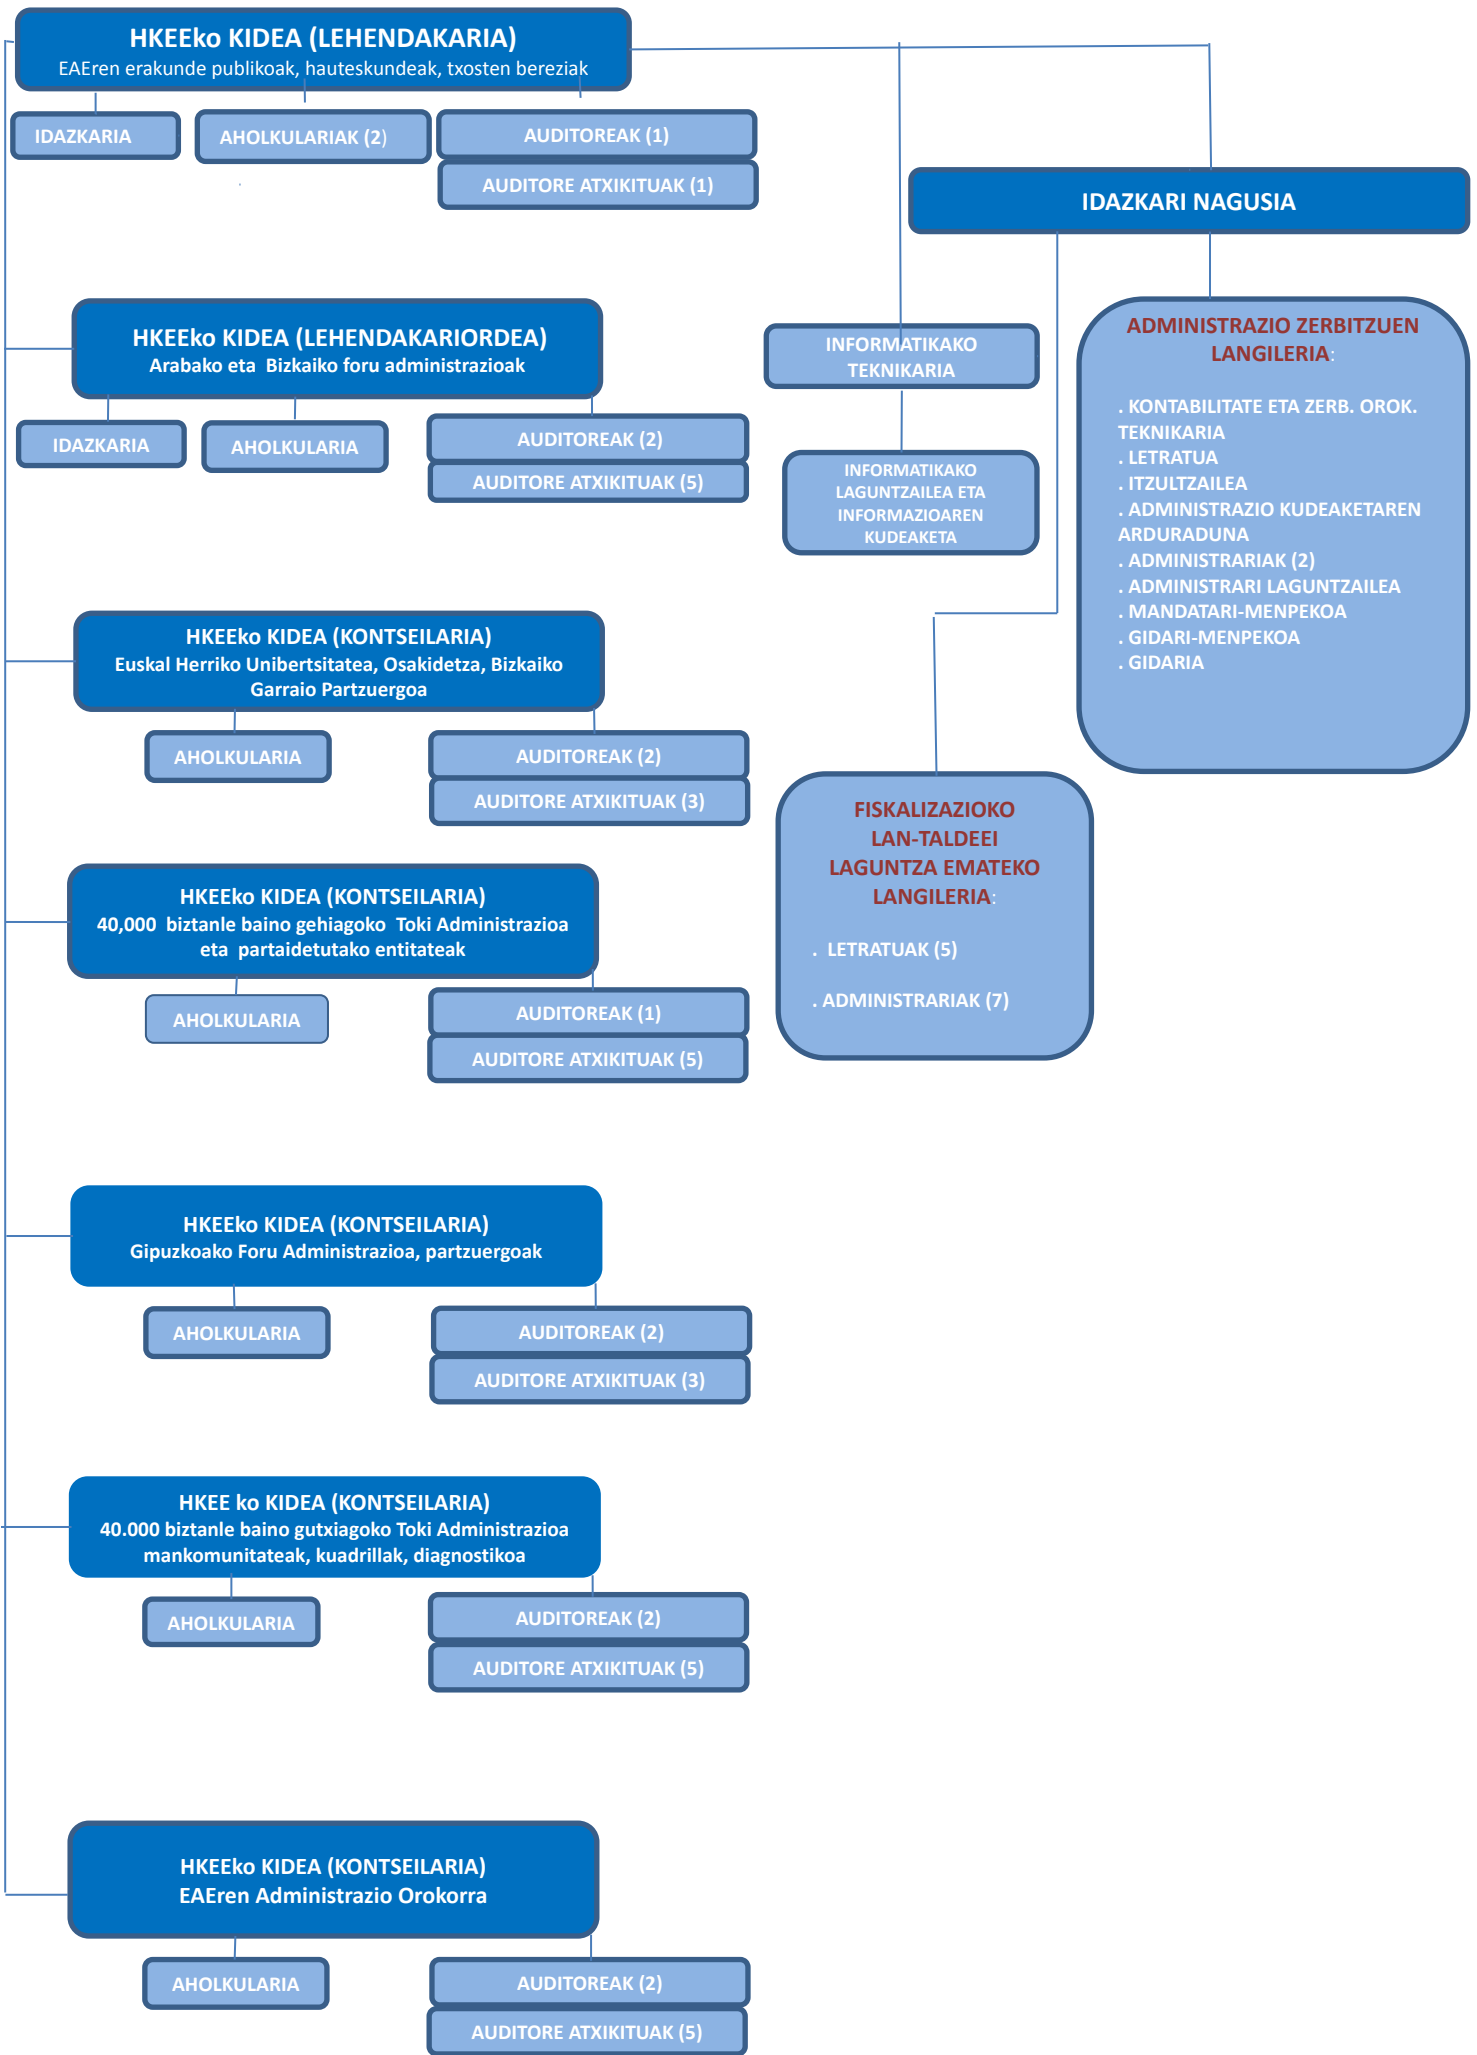 HKEEko KIDEA (LEHENDAKARIA)
EAEren erakunde publikoak, hauteskundeak, txosten bereziak
IDAZKARIA
AHOLKULARIAK (2)
AUDITOREAK (1)
AUDITORE ATXIKITUAK (1)
IDAZKARI NAGUSIA
HKEEko KIDEA (LEHENDAKARIORDEA)
Arabako eta Bizkaiko foru administrazioak
IDAZKARIA
AHOLKULARIA
AUDITOREAK (2)
AUDITORE ATXIKITUAK (5)
INFORMATIKAKO
TEKNIKARIA
INFORMATIKAKO
LAGUNTZAILEA ETA
INFORMAZIOAREN
KUDEAKETA
ADMINISTRAZIO ZERBITZUEN
LANGILERIA:
. KONTABILITATE ETA ZERB. OROK.
TEKNIKARIA
. LETRATUA
. ITZULTZAILEA
. ADMINISTRAZIO KUDEAKETAREN
ARDURADUNA
. ADMINISTRARIAK (2)
. ADMINISTRARI LAGUNTZAILEA
. MANDATARI-MENPEKOA
. GIDARI-MENPEKOA
. GIDARIA
HKEEko KIDEA (KONTSEILARIA)
Euskal Herriko Unibertsitatea, Osakidetza, Bizkaiko
Garraio Partzuergoa
AHOLKULARIA
AUDITOREAK (2)
AUDITORE ATXIKITUAK (3)
FISKALIZAZIOKO
LAN-TALDEEI
LAGUNTZA EMATEKO
LANGILERIA:
. LETRATUAK (5)
. ADMINISTRARIAK (7)
HKEEko KIDEA (KONTSEILARIA)
40,000 biztanle baino gehiagoko Toki Administrazioa
eta partaidetutako entitateak
AHOLKULARIA
AUDITOREAK (1)
AUDITORE ATXIKITUAK (5)
HKEEko KIDEA (KONTSEILARIA)
Gipuzkoako Foru Administrazioa, partzuergoak
AHOLKULARIA
AUDITOREAK (2)
AUDITORE ATXIKITUAK (3)
HKEE ko KIDEA (KONTSEILARIA)
40.000 biztanle baino gutxiagoko Toki Administrazioa
mankomunitateak, kuadrillak, diagnostikoa
AHOLKULARIA
AUDITOREAK (2)
AUDITORE ATXIKITUAK (5)
HKEEko KIDEA (KONTSEILARIA)
EAEren Administrazio Orokorra
AHOLKULARIA
AUDITOREAK (2)
AUDITORE ATXIKITUAK (5)